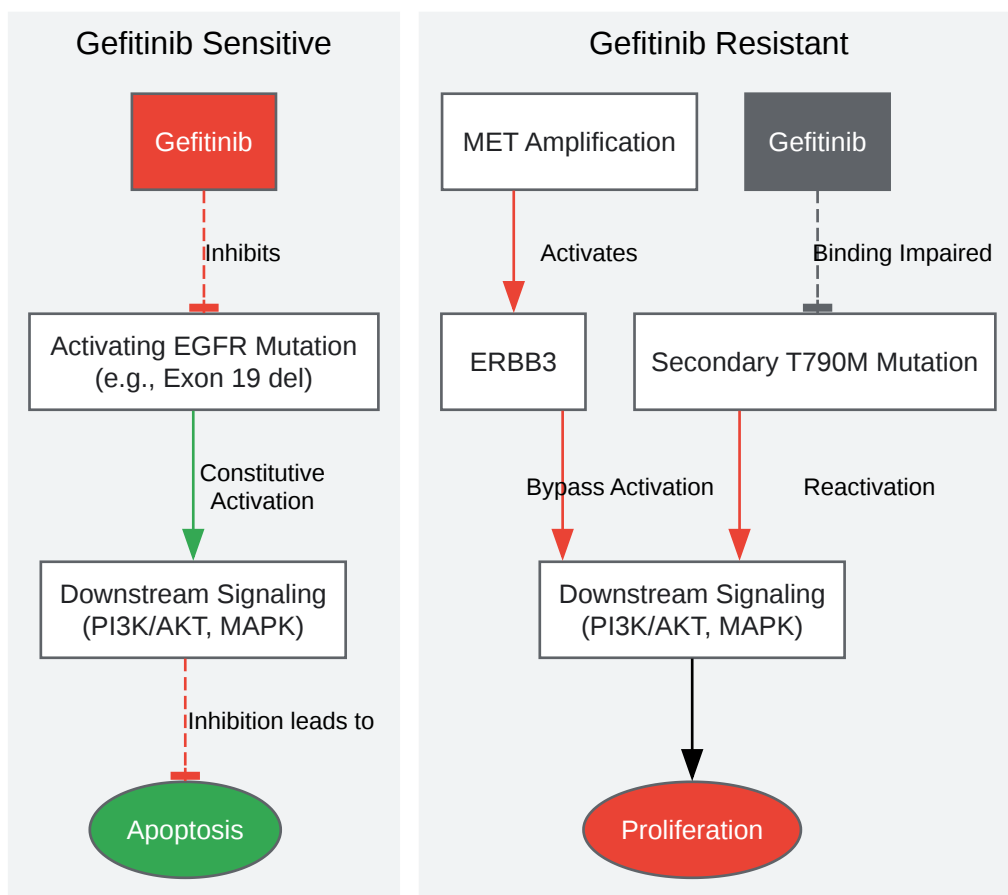 Gefitinib Sensitive
Gefitinib
Inhibits
Activating EGFR Mutation
(e.g., Exon 19 del)
Constitutive
Activation
Downstream Signaling
(PI3K/AKT, MAPK)
Inhibition leads to
Apoptosis
Gefitinib Resistant
MET Amplification
Gefitinib
Activates
Binding Impaired
ERBB3
Secondary T790M Mutation
Bypass Activation
Reactivation
Downstream Signaling
(PI3K/AKT, MAPK)
Proliferation